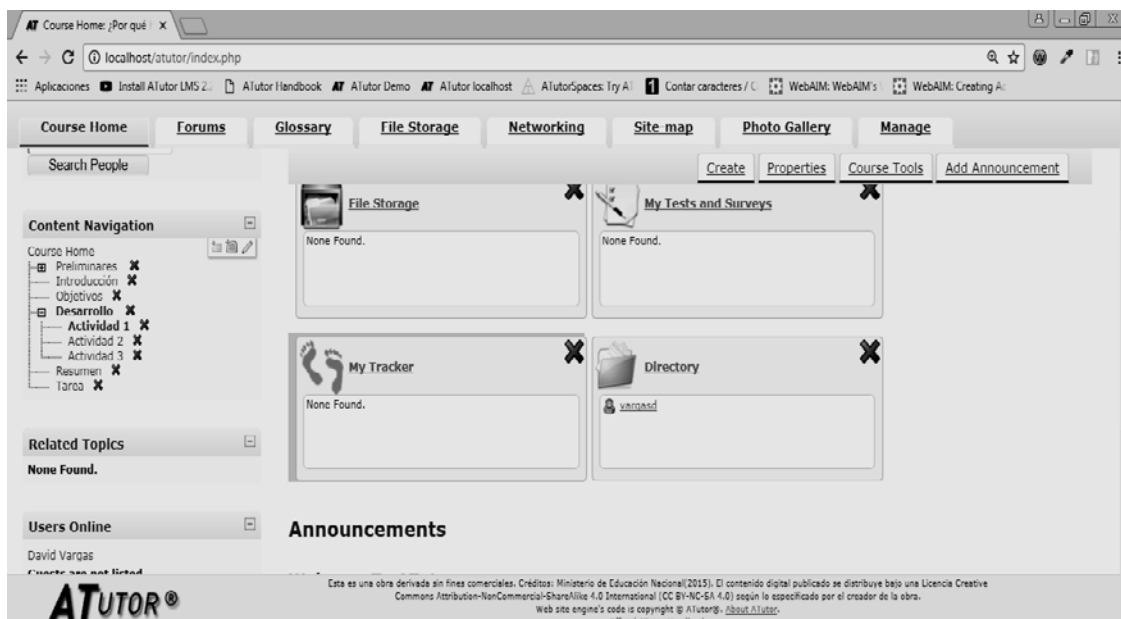 AT Course Home: ¿Por qué
localhost/atutor/index.php
Aplicaciones Install ATutor LMS 2.2 ATutor Handbook ATutor Demo ATutor localhost ATutorSpaces: Try AT Contar caracteres / C WebAIM: WebAIM's WebAIM: Creating Ac
Course Home Forums Glossary File Storage Networking Site-map Photo Gallery Manage
Create Properties Course Tools Add Announcement
Search People
Content Navigation
Course Home
Preliminares
Introducción
Objetivos
Desarrollo
Actividad 1
Actividad 2
Actividad 3
Resumen
Tarea
Related Topics
None Found.
Users Online
David Vargas
Guests are not listed
File Storage
None Found.
My Tests and Surveys
None Found.
My Tracker
None Found.
Directory
vargasd
Announcements
ATUTOR ®
Esta es una obra derivada sin fines comerciales. Créditos: Ministerio de Educación Nacional(2015). El contenido digital publicado se distribuye bajo una Licencia Creative
Commons Attribution-NonCommercial-ShareAlike 4.0 International (CC BY-NC-SA 4.0) según lo especificado por el creador de la obra.
Web site engine's code is copyright © ATutor®. About ATutor.